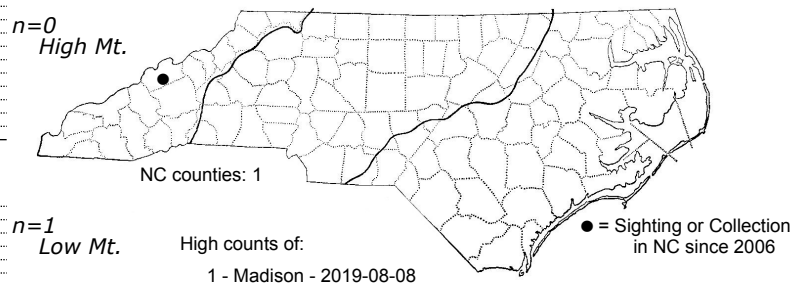 n=0
High Mt.
NC counties: 1
n=1
Low Mt.
High counts of:
1 - Madison - 2019-08-08
● = Sighting or Collection
in NC since 2006